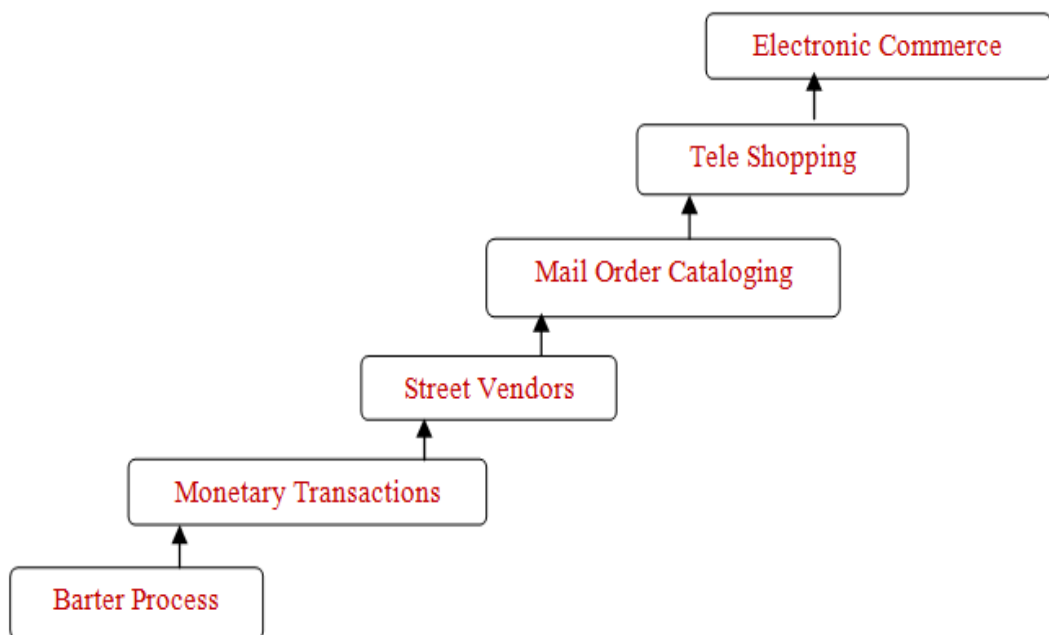 Electronic Commerce
Tele Shopping
Mail Order Cataloging
Street Vendors
Monetary Transactions
Barter Process